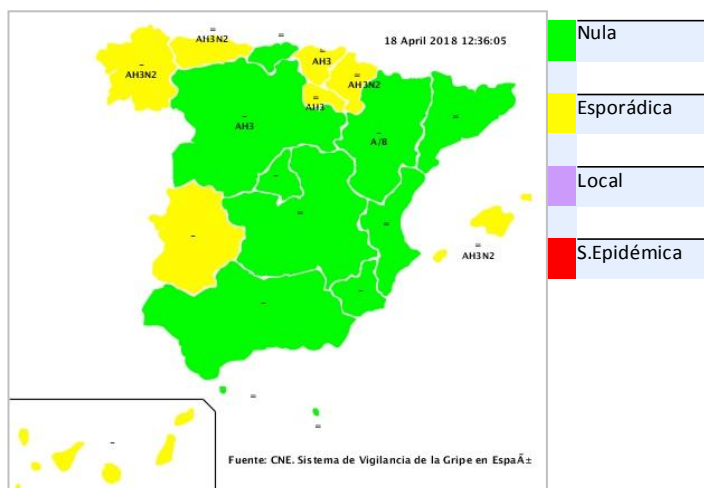 =
18 April 2018 12:36:05
Nula
=
AH3N2
=
AH3
–
AH3N2
=
AH3N2
=
AH3
–
AH3
=
–
A/B
Esporádica
–
=
–
=
=
AH3N2
Local
–
–
S.Epidémica
=
=
–
Fuente: CNE. Sistema de Vigilancia de la Gripe en EspaÃ±